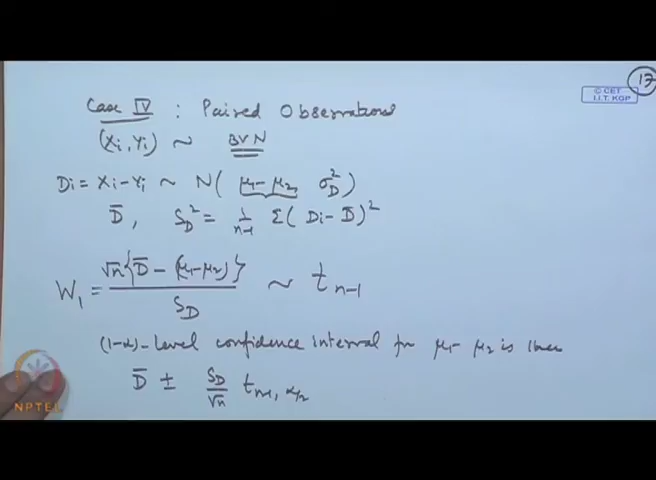 17
© CET
I.I.T. KGP
Case IV : Paired Observations
(Xi, Yi) ~ BVN
Di = Xi - Yi ~ N( μ1 - μ2, σD²)
D̄, SD² = 1/(n-1) Σ( Di - D̄)²
W1 = √n{D̄ - (μ1-μ2)} / SD ~ t n-1
(1-α)-level confidence interval for μ1- μ2 is
D̄ ± SD/√n t n-1, α/2
NPTEL